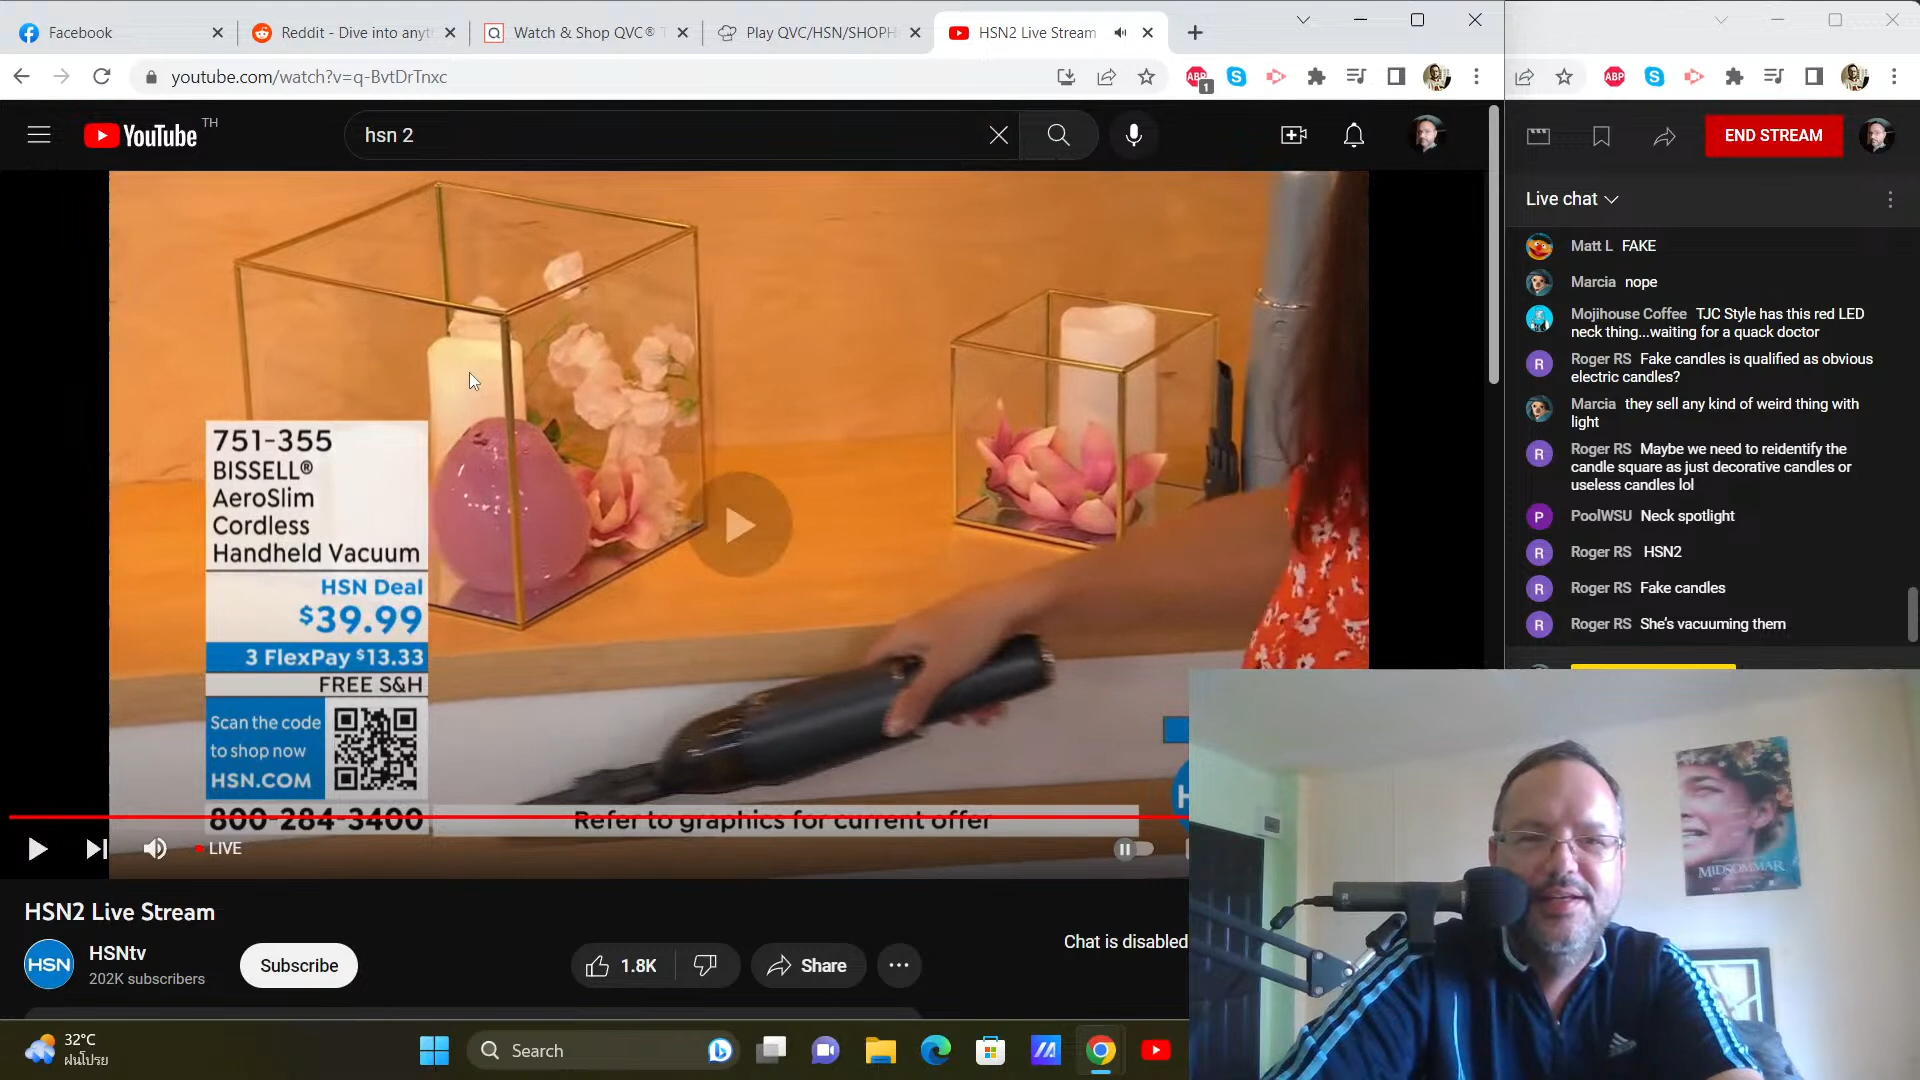 Facebook
Reddit - Dive into anyt
Watch & Shop QVC® T
Play QVC/HSN/SHOPH
HSN2 Live Stream
youtube.com/watch?v=q-BvtDrTnxc
ABP
1
ABP
YouTube TH
hsn 2
END STREAM
Live chat
Matt L FAKE
Marcia nope
Mojihouse Coffee TJC Style has this red LED
neck thing...waiting for a quack doctor
R
Roger RS Fake candles is qualified as obvious
electric candles?
Marcia they sell any kind of weird thing with
light
R
Roger RS Maybe we need to reidentify the
candle square as just decorative candles or
useless candles lol
P
PoolWSU Neck spotlight
R
Roger RS HSN2
R
Roger RS Fake candles
R
Roger RS She's vacuuming them
751-355
BISSELL®
AeroSlim
Cordless
Handheld Vacuum
HSN Deal
$39.99
3 FlexPay $13.33
FREE S&H
Scan the code
to shop now
HSN.COM
800-284-3400
Refer to graphics for current offer
LIVE
HSN2 Live Stream
HSN
HSNtv
202K subscribers
Subscribe
1.8K
Share
Chat is disabled
MIDSOMMAR
32°C
ฝนโปรย
Search